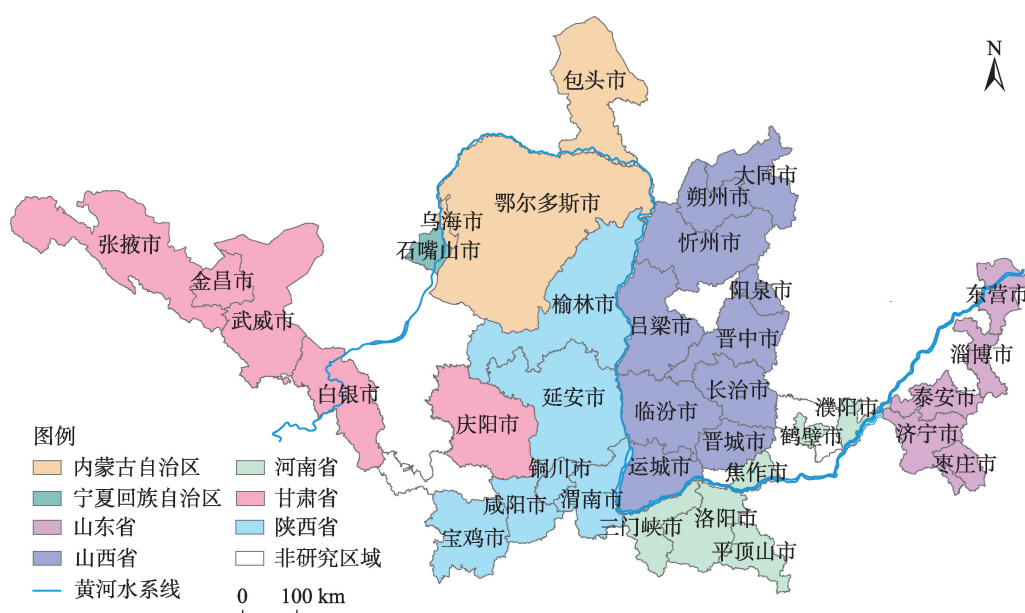 N
包头市
大同市
朔州市
鄂尔多斯市
乌海市
石嘴山市
忻州市
张掖市
金昌市
武威市
榆林市
阳泉市
吕梁市
晋中市
东营市
淄博市
白银市
延安市
长治市
临汾市
庆阳市
濮阳市
鹤壁市
泰安市
济宁市
枣庄市
晋城市
焦作市
铜川市
运城市
咸阳市
渭南市
宝鸡市
三门峡市
洛阳市
平顶山市
图例
内蒙古自治区
河南省
宁夏回族自治区
甘肃省
山东省
陕西省
山西省
非研究区域
黄河水系线
0 100 km